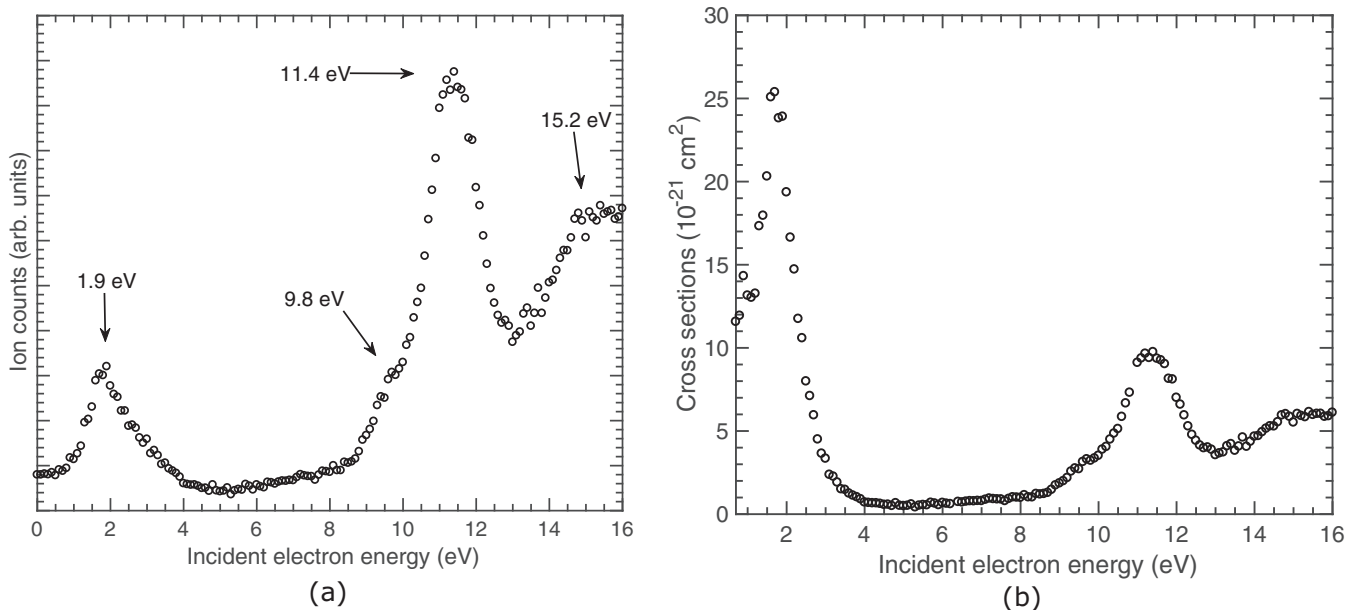 11.4 eV
15.2 eV
1.9 eV
9.8 eV
Ion counts (arb. units)
0 2 4 6 8 10 12 14 16
Incident electron energy (eV)
(a)
30
25
20
15
10
5
0
Cross sections (10⁻²¹ cm²)
2 4 6 8 10 12 14 16
Incident electron energy (eV)
(b)